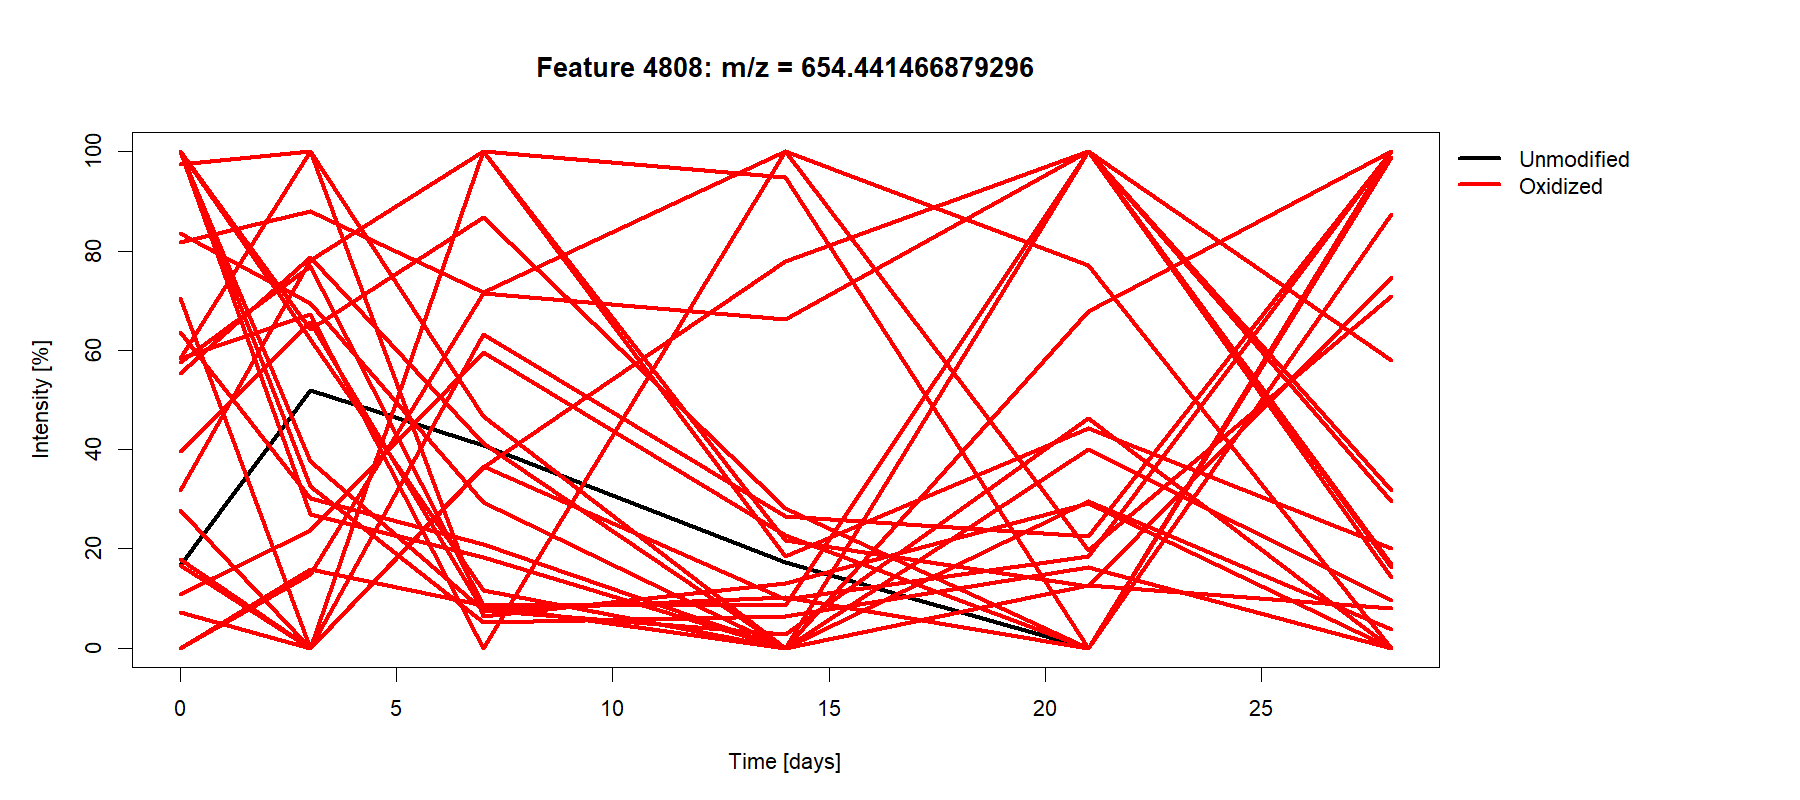 Feature 4808: m/z = 654.441466879296
Unmodified
Oxidized
Intensity [%]
100
80
60
40
20
0
0 5 10 15 20 25
Time [days]